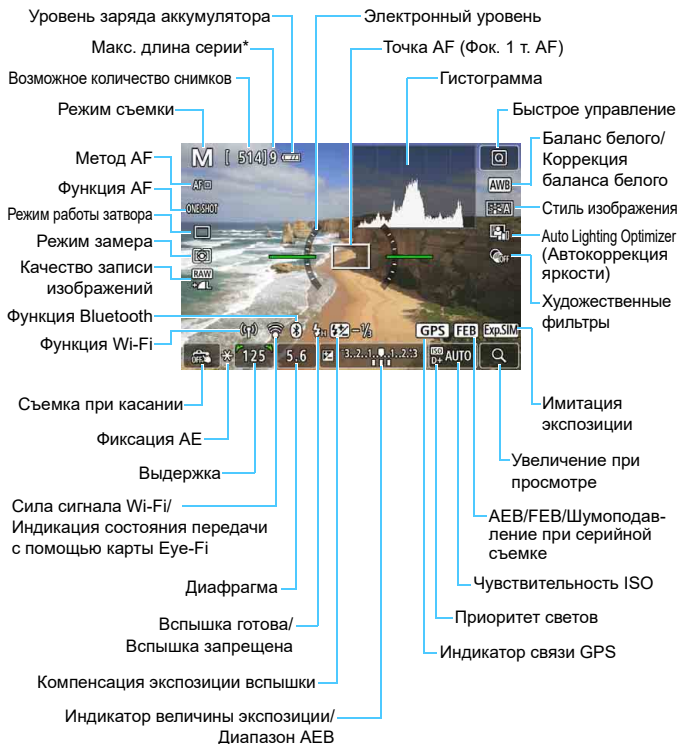 Уровень заряда аккумулятора
Макс. длина серии*
Возможное количество снимков
Режим съемки
Метод AF
Функция AF
Режим работы затвора
Режим замера
Качество записи
изображений
Функция Bluetooth
Функция Wi-Fi
Электронный уровень
Точка AF (Фок. 1 т. AF)
Гистограмма
Быстрое управление
Баланс белого/
Коррекция
баланса белого
Стиль изображения
Auto Lighting Optimizer
(Автокоррекция
яркости)
Художественные
фильтры
M [ 514] 9
Q
AF
AWB
ONE SHOT
A
OFF
RAW
L
N -1/3
GPS FEB Exp.SIM
OFF 125 5.6 3..2..1..1..2..3 ISO D+ AUTO
Съемка при касании
Фиксация AE
Выдержка
Сила сигнала Wi-Fi/
Индикация состояния передачи
с помощью карты Eye-Fi
Диафрагма
Вспышка готова/
Вспышка запрещена
Компенсация экспозиции вспышки
Индикатор величины экспозиции/
Диапазон AEB
Имитация
экспозиции
Увеличение при
просмотре
AEB/FEB/Шумоподав-
ление при серийной
съемке
Чувствительность ISO
Приоритет светов
Индикатор связи GPS